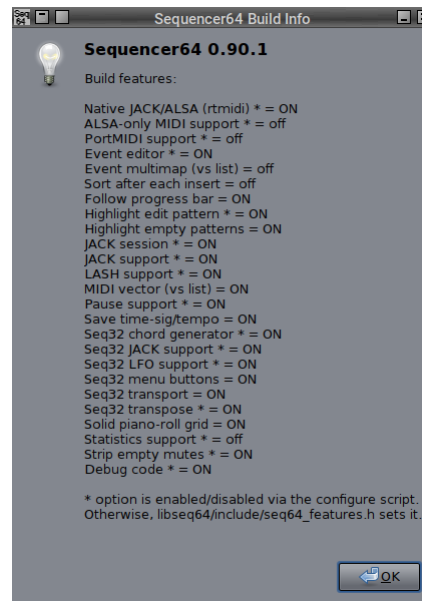 Seq
64
Sequencer64 Build Info
Sequencer64 0.90.1
Build features:
Native JACK/ALSA (rtmidi) * = ON
ALSA-only MIDI support * = off
PortMIDI support * = off
Event editor * = ON
Event multimap (vs list) = off
Sort after each insert = off
Follow progress bar = ON
Highlight edit pattern * = ON
Highlight empty patterns = ON
JACK session * = ON
JACK support * = ON
LASH support * = ON
MIDI vector (vs list) = ON
Pause support * = ON
Save time-sig/tempo = ON
Seq32 chord generator * = ON
Seq32 JACK support * = ON
Seq32 LFO support * = ON
Seq32 menu buttons = ON
Seq32 transport = ON
Seq32 transpose * = ON
Solid piano-roll grid = ON
Statistics support * = off
Strip empty mutes * = ON
Debug code * = ON
* option is enabled/disabled via the configure script.
Otherwise, libseq64/include/seq64_features.h sets it.
OK